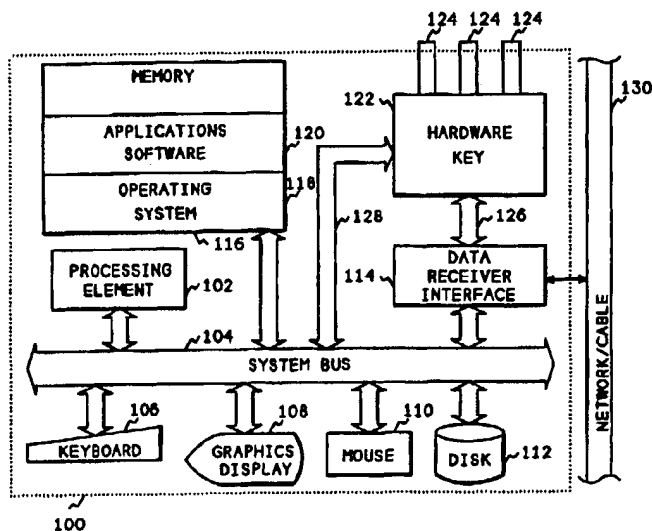 124 124 124
MEMORY
122
130
APPLICATIONS
SOFTWARE
120
HARDWARE
KEY
OPERATING
SYSTEM
118
116
128
126
PROCESSING
ELEMENT
102
114
DATA
RECEIVER
INTERFACE
104
SYSTEM BUS
NETWORK/CABLE
106
KEYBOARD
108
GRAPHICS
DISPLAY
110
MOUSE
DISK
112
100